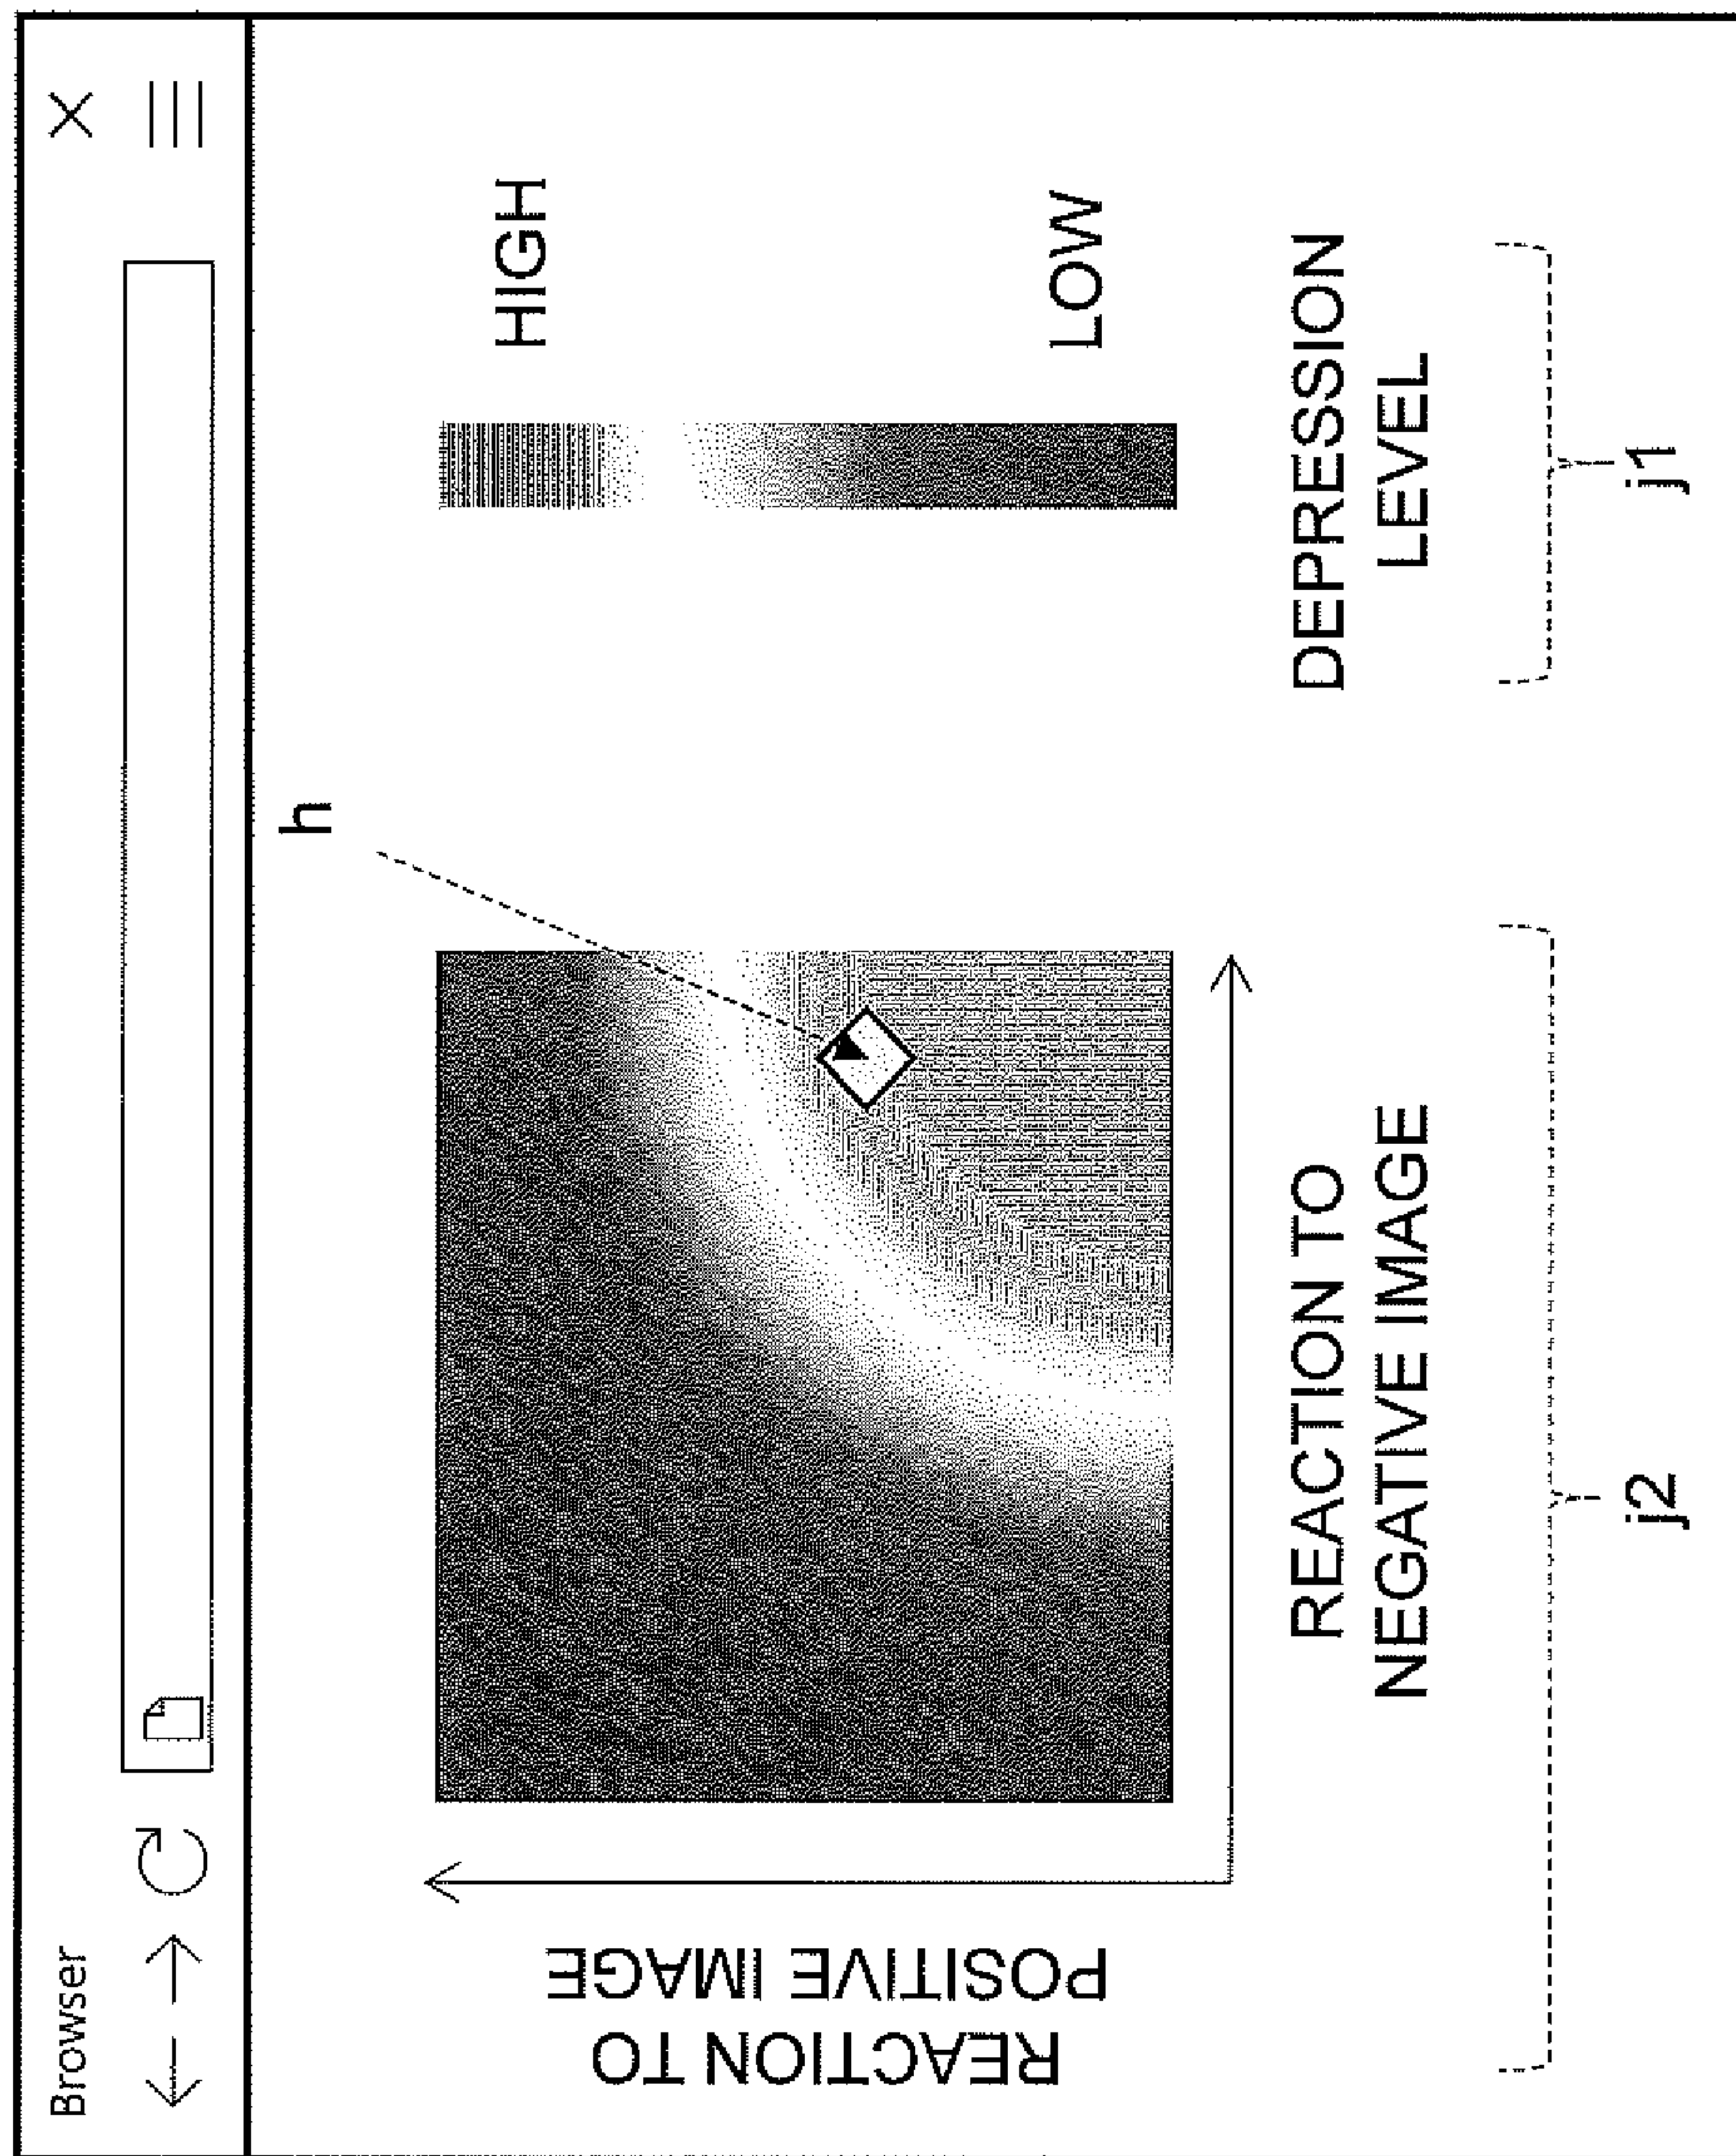 Browser
h
HIGH
LOW
REACTION TO
POSITIVE IMAGE
REACTION TO
NEGATIVE IMAGE
DEPRESSION
LEVEL
j2
j1